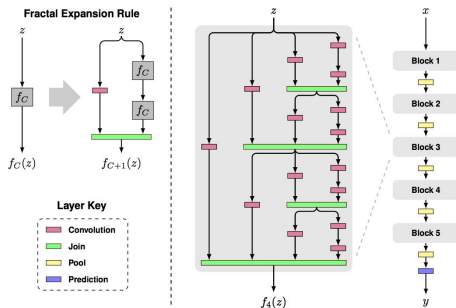 Fractal Expansion Rule
z
z
f_C
f_C
f_C
f_C(z)
f_{C+1}(z)
Layer Key
Convolution
Join
Pool
Prediction
z
f_4(z)
x
Block 1
Block 2
Block 3
Block 4
Block 5
y